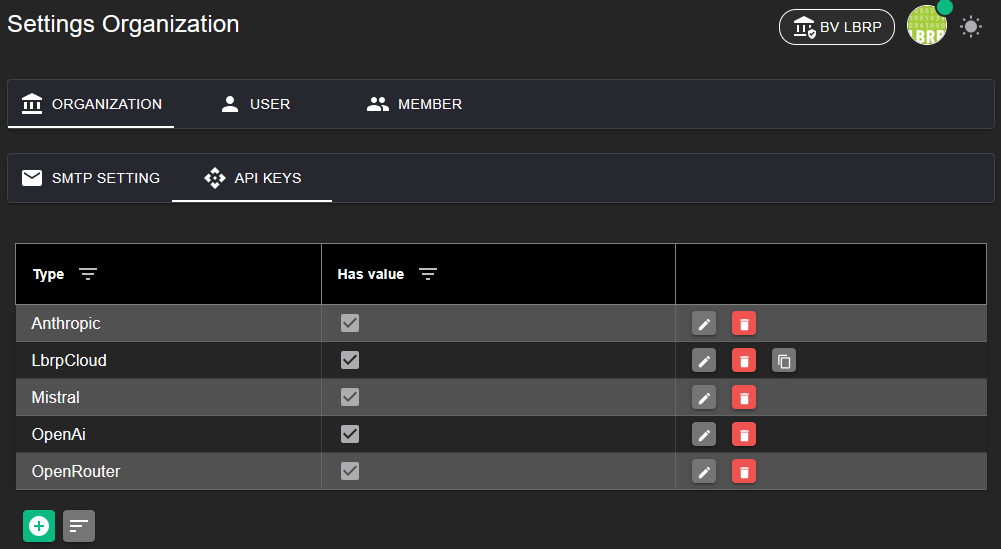 Settings Organization
BV LBRP
LBRP
ORGANIZATION
USER
MEMBER
SMTP SETTING
API KEYS
Type
Has value
Anthropic
LbrpCloud
Mistral
OpenAi
OpenRouter